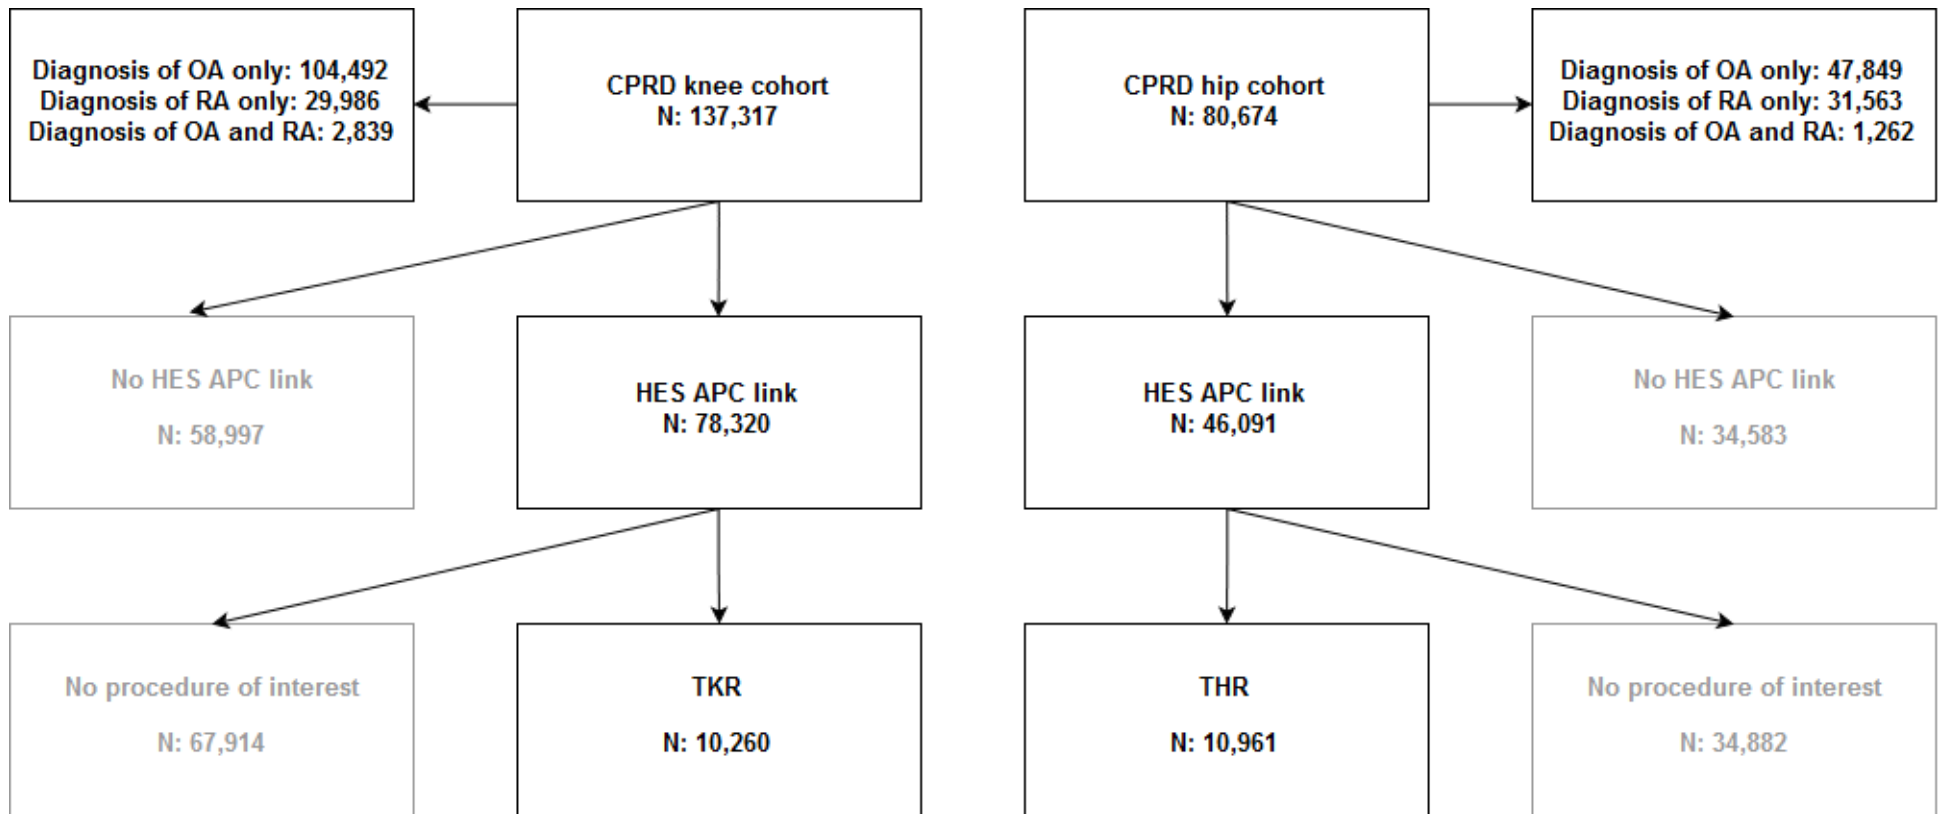 Diagnosis of OA only: 104,492
Diagnosis of RA only: 29,986
Diagnosis of OA and RA: 2,839
CPRD knee cohort
N: 137,317
CPRD hip cohort
N: 80,674
Diagnosis of OA only: 47,849
Diagnosis of RA only: 31,563
Diagnosis of OA and RA: 1,262
No HES APC link
N: 58,997
HES APC link
N: 78,320
HES APC link
N: 46,091
No HES APC link
N: 34,583
No procedure of interest
N: 67,914
TKR
N: 10,260
THR
N: 10,961
No procedure of interest
N: 34,882